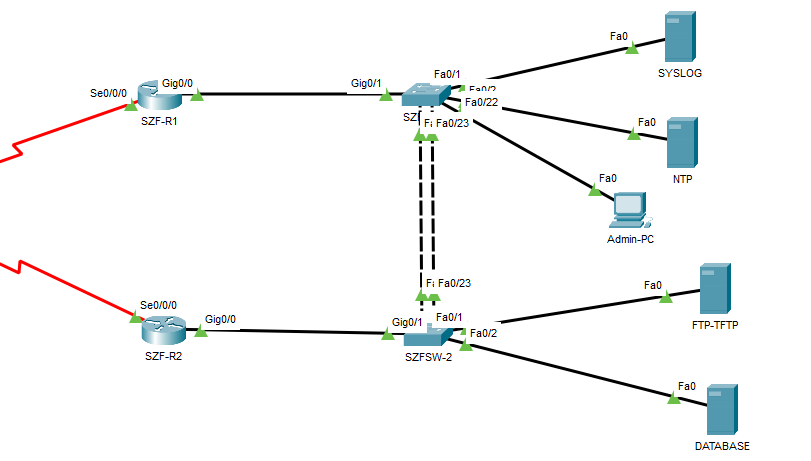 Fa0
SYSLOG
Fa0/1
Gig0/1
Gig0/0
Se0/0/0
Fa0/22
SZF-R1
Fa0/23
Fa0
NTP
Fa0
Admin-PC
Fa0/23
Fa0
FTP-TFTP
Se0/0/0
Gig0/0
Gig0/1
Fa0/1
Fa0/2
SZF-R2
SZFSW-2
Fa0
DATABASE